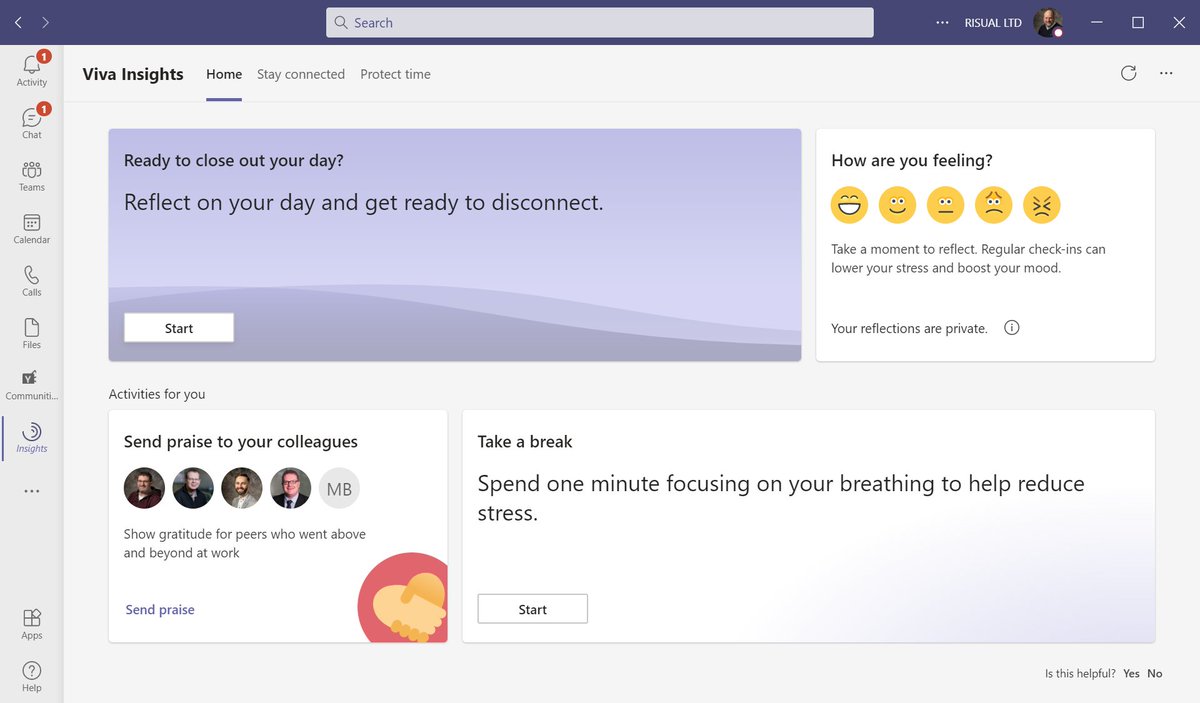 Search
RISUAL LTD
1
Activity
1
Chat
Teams
Calendar
Calls
Files
Communiti...
Insights
Apps
Help
Viva Insights
Home
Stay connected
Protect time
Ready to close out your day?
Reflect on your day and get ready to disconnect.
Start
How are you feeling?
Take a moment to reflect. Regular check-ins can
lower your stress and boost your mood.
Your reflections are private.
Activities for you
Send praise to your colleagues
MB
Show gratitude for peers who went above
and beyond at work
Send praise
Take a break
Spend one minute focusing on your breathing to help reduce
stress.
Start
Is this helpful? Yes No